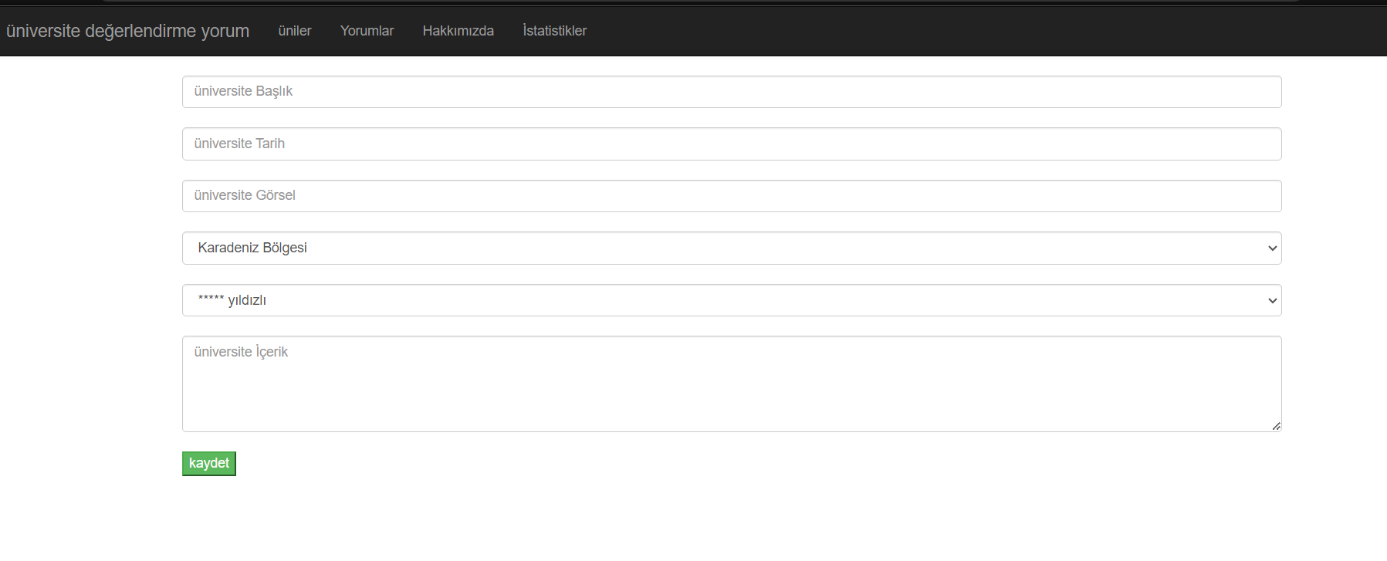 üniversite değerlendirme yorum üniler Yorumlar Hakkımızda İstatistikler
üniversite Başlık
üniversite Tarih
üniversite Görsel
Karadeniz Bölgesi
***** yıldızlı
üniversite İçerik
kaydet